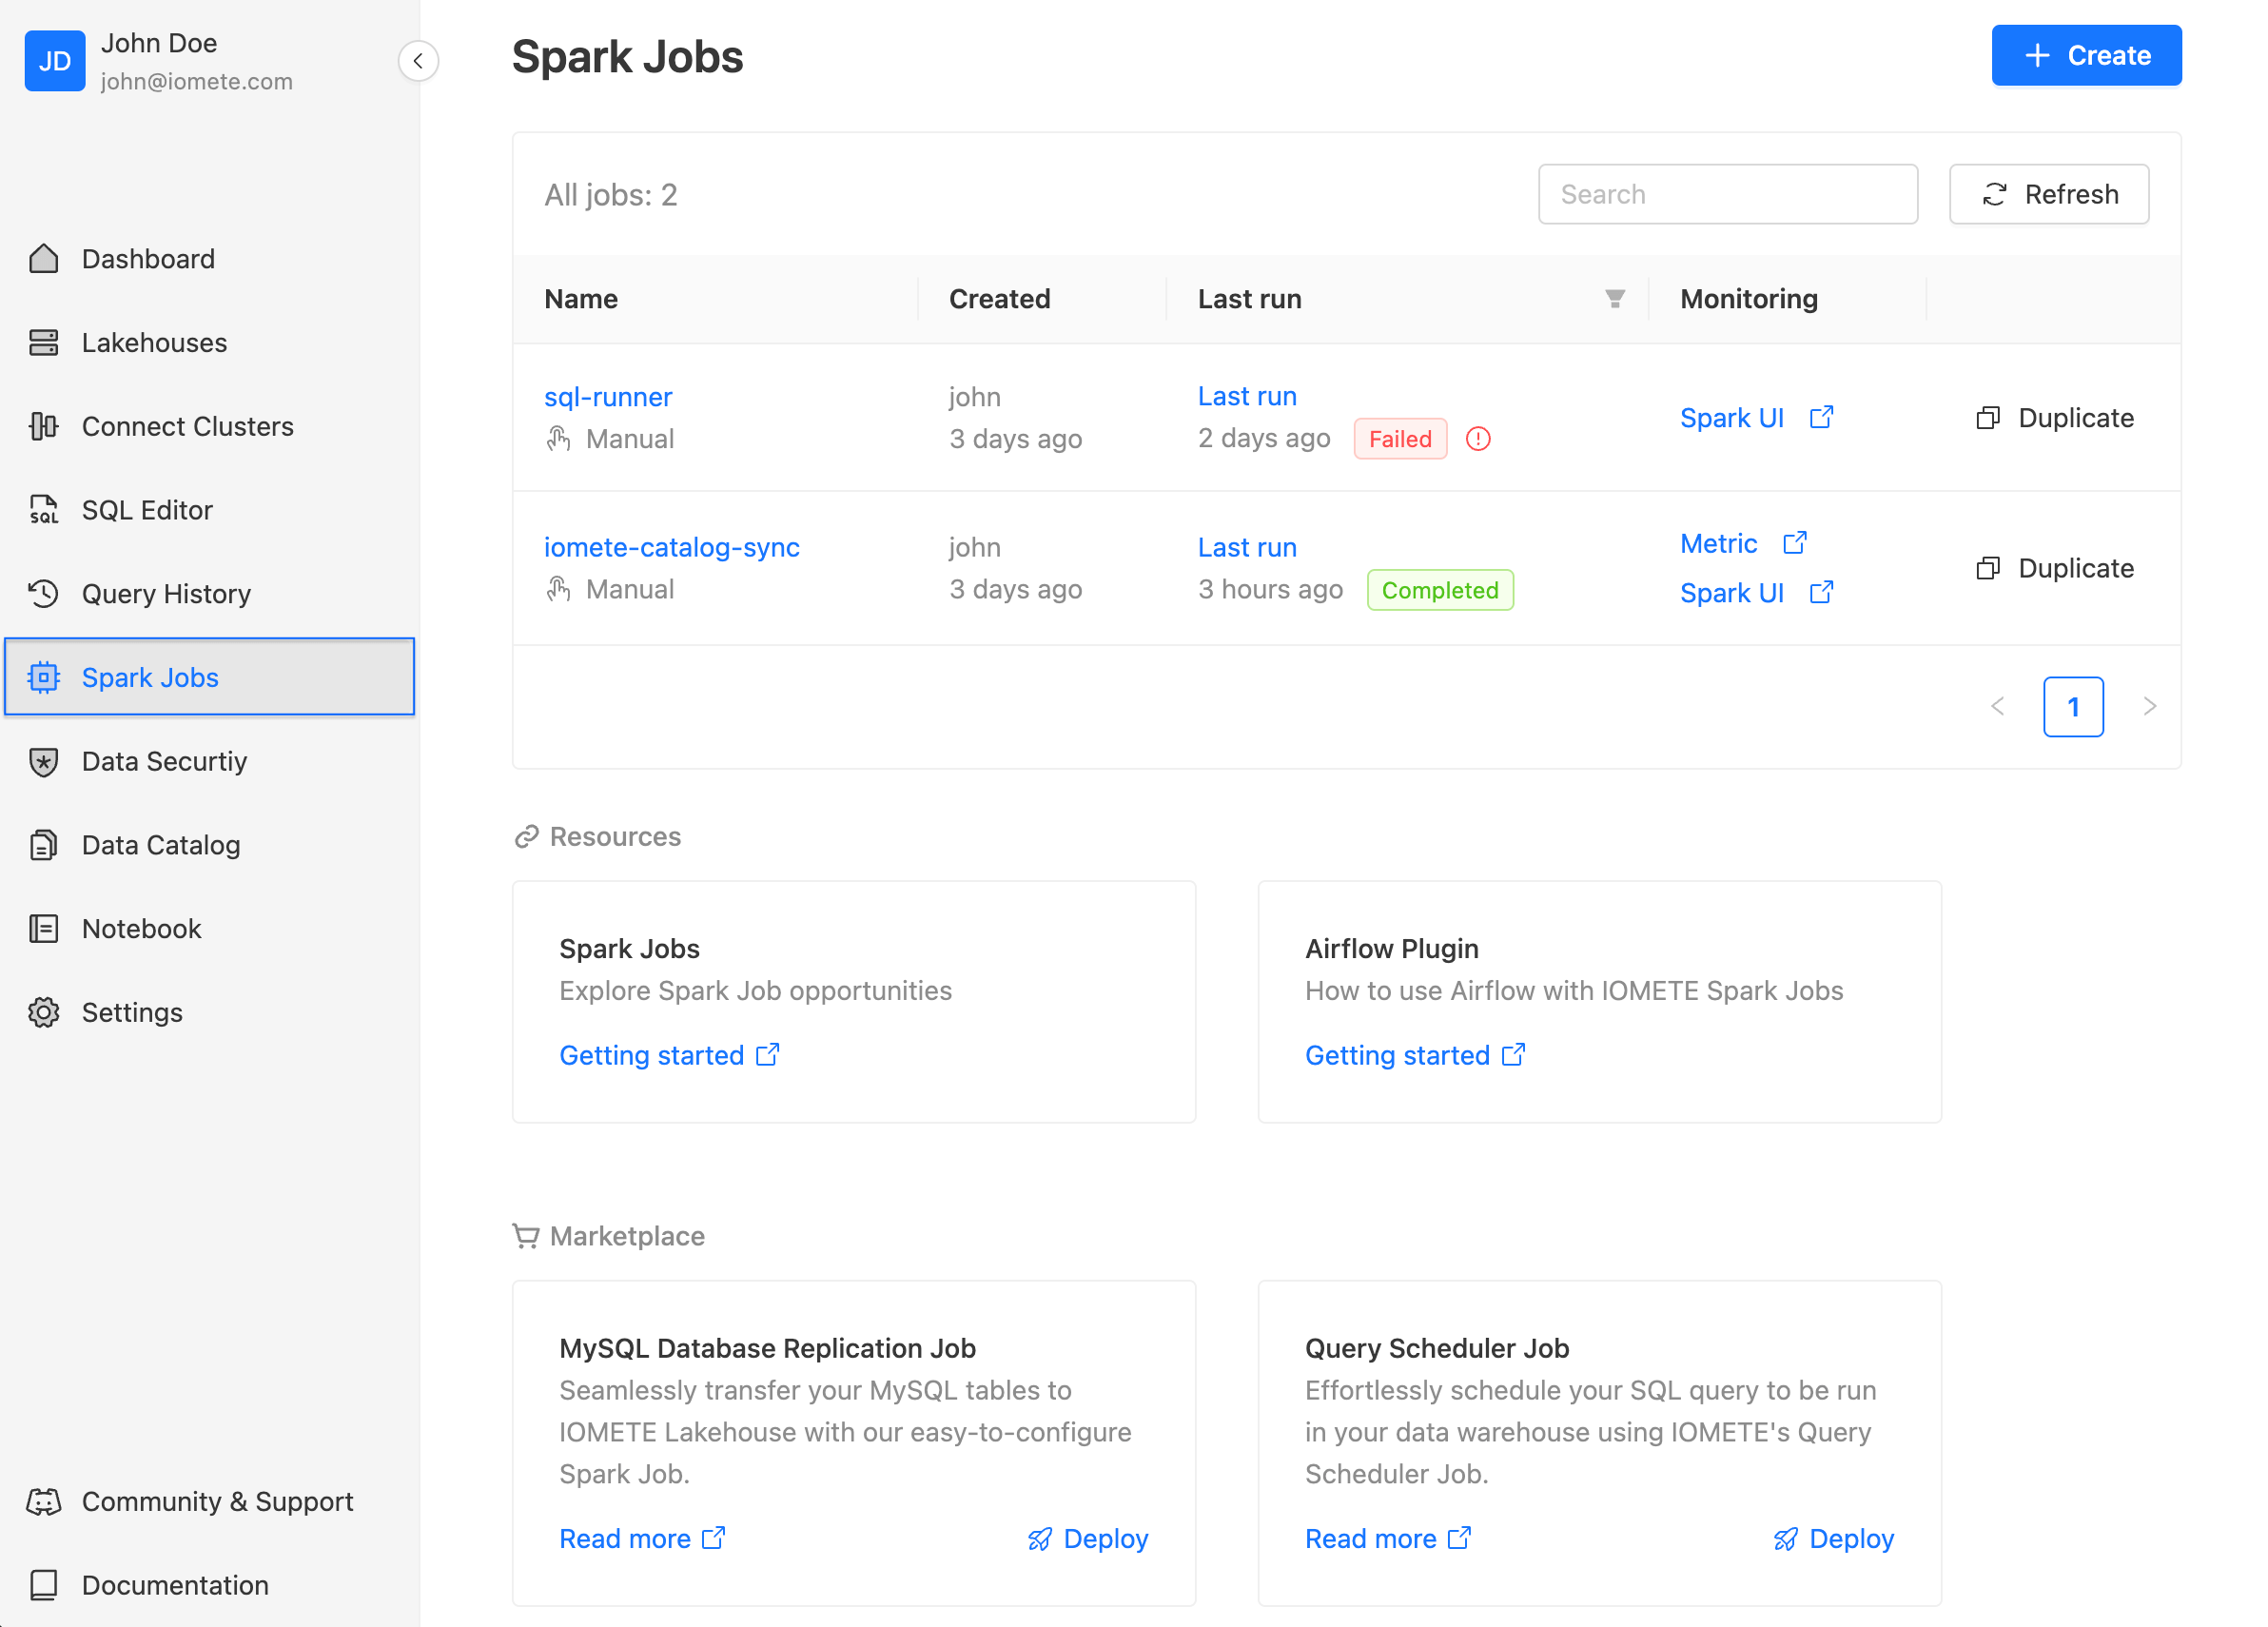 JD
John Doe
john@iomete.com
Dashboard
Lakehouses
Connect Clusters
SQL
SQL Editor
Query History
Spark Jobs
Data Securtiy
Data Catalog
Notebook
Settings
Community & Support
Documentation
Spark Jobs
Create
All jobs: 2
Search
Refresh
Name
Created
Last run
Monitoring
sql-runner
Manual
john
3 days ago
Last run
2 days ago
Failed
Spark UI
Duplicate
iomete-catalog-sync
Manual
john
3 days ago
Last run
3 hours ago
Completed
Metric
Spark UI
Duplicate
1
Resources
Spark Jobs
Explore Spark Job opportunities
Getting started
Airflow Plugin
How to use Airflow with IOMETE Spark Jobs
Getting started
Marketplace
MySQL Database Replication Job
Seamlessly transfer your MySQL tables to
IOMETE Lakehouse with our easy-to-configure
Spark Job.
Read more
Deploy
Query Scheduler Job
Effortlessly schedule your SQL query to be run
in your data warehouse using IOMETE's Query
Scheduler Job.
Read more
Deploy